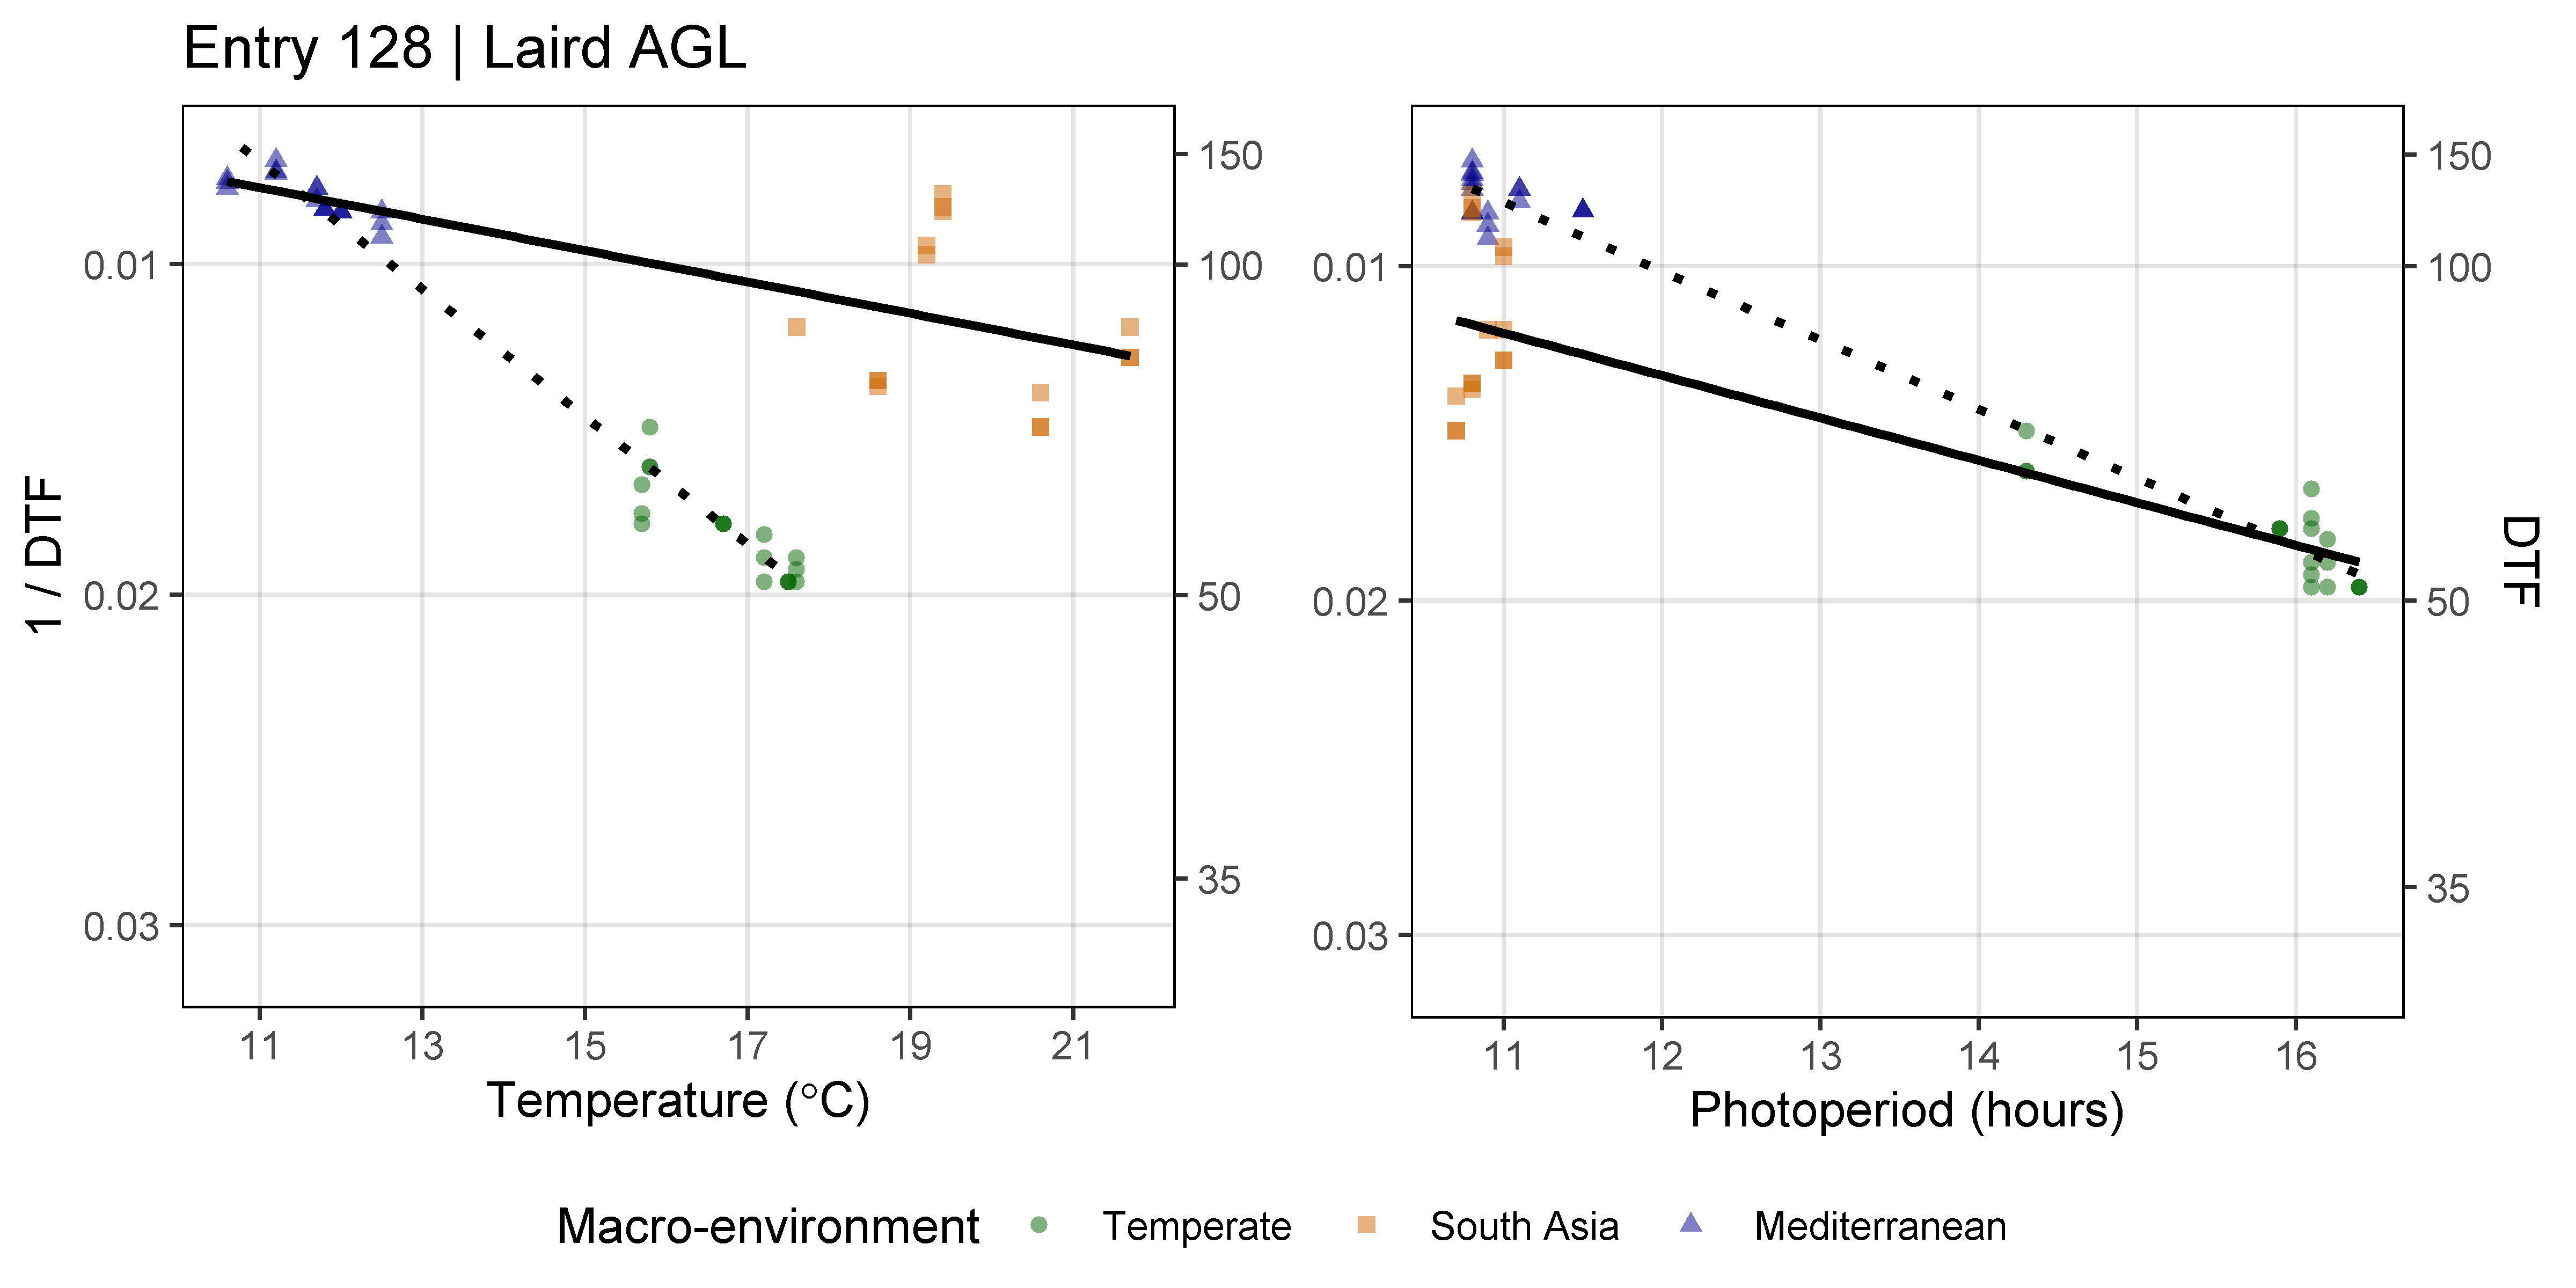 Entry 128 | Laird AGL
1 / DTF
0.01
0.02
0.03
150
100
50
35
11 13 15 17 19 21
Temperature (°C)
0.01
0.02
0.03
150
100
50
35
DTF
11 12 13 14 15 16
Photoperiod (hours)
Macro-environment Temperate South Asia Mediterranean